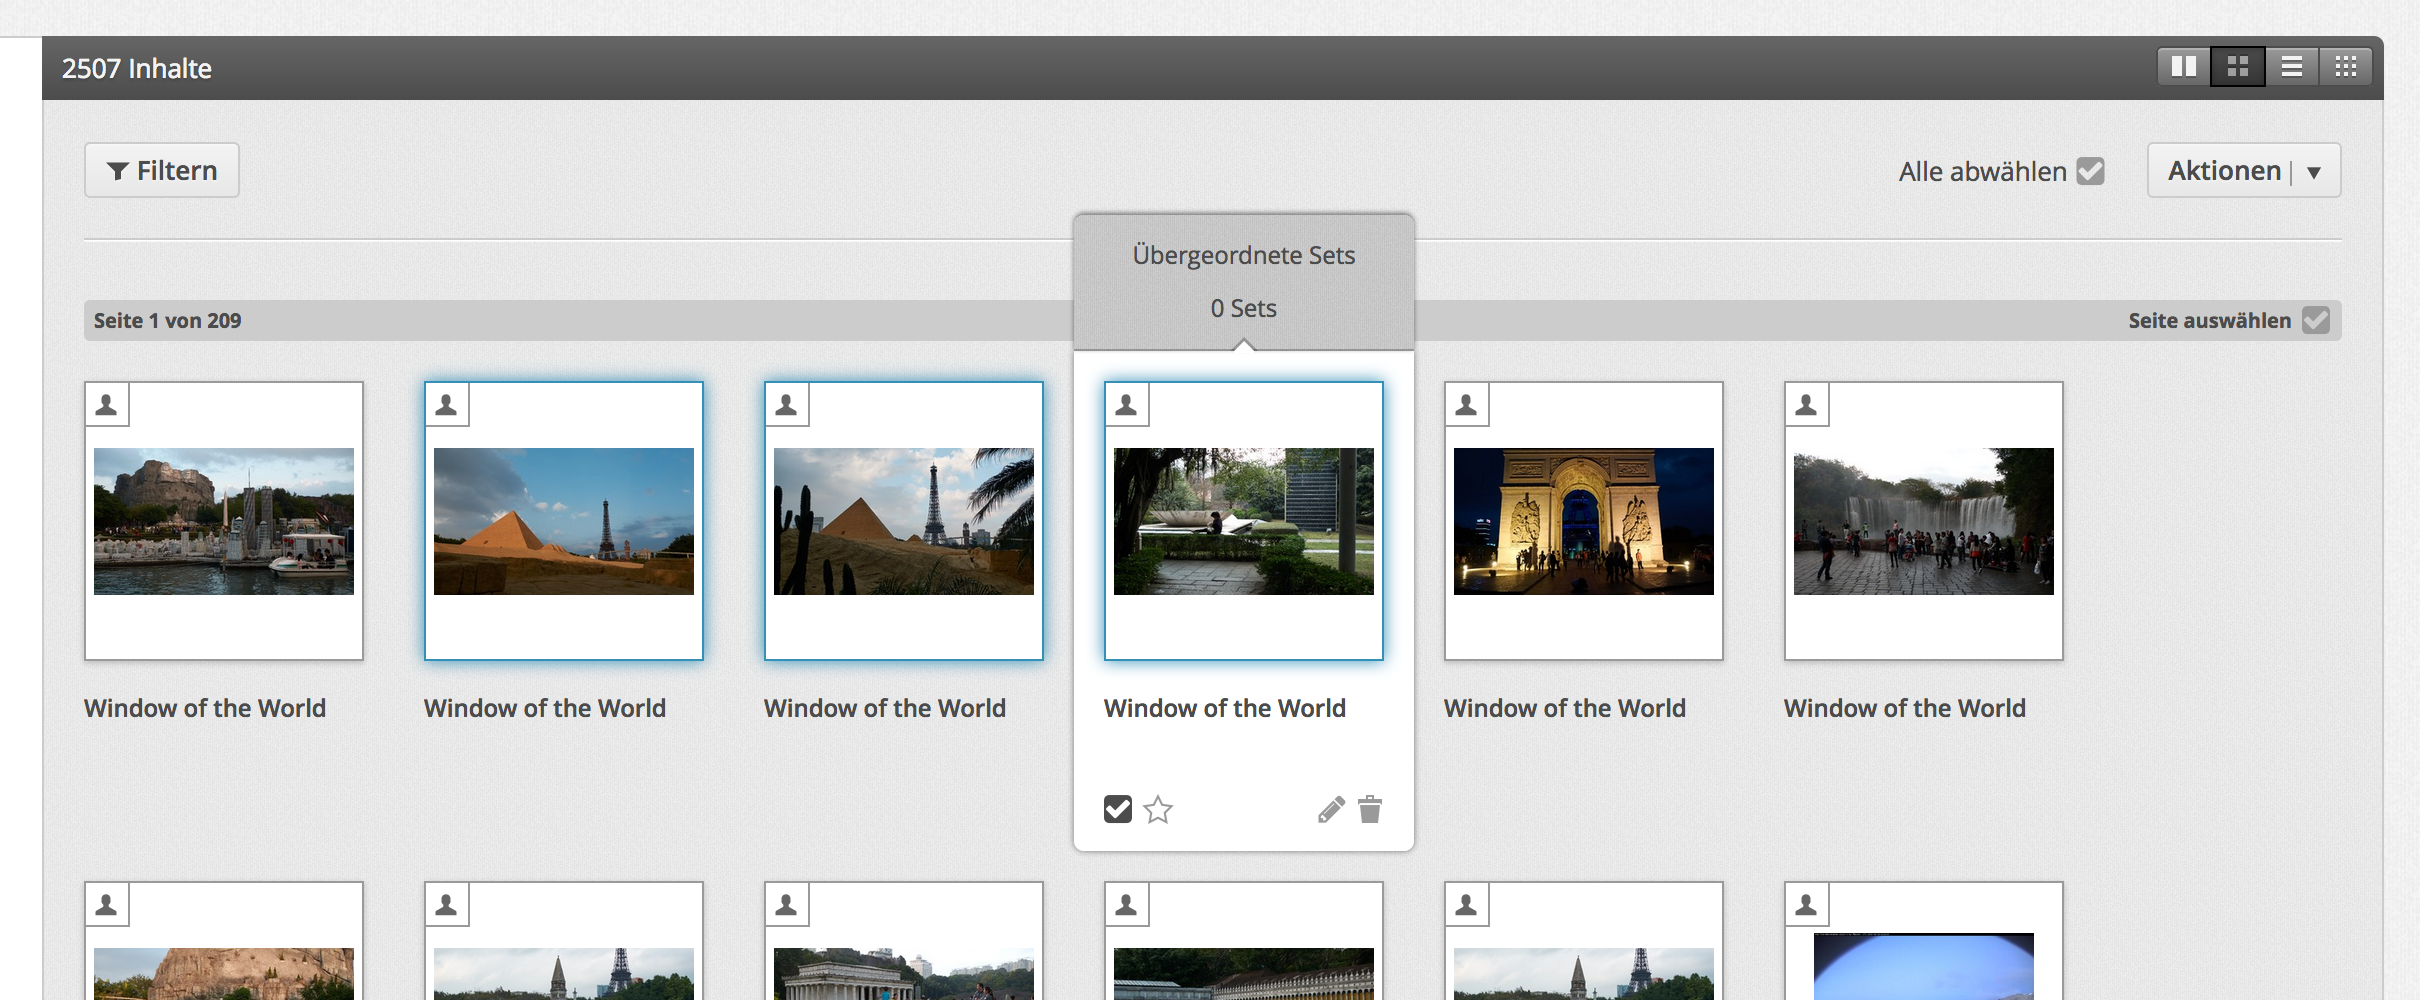 2507 Inhalte
Filtern
Alle abwählen
Aktionen
Übergeordnete Sets
0 Sets
Seite 1 von 209
Seite auswählen
Window of the World
Window of the World
Window of the World
Window of the World
Window of the World
Window of the World